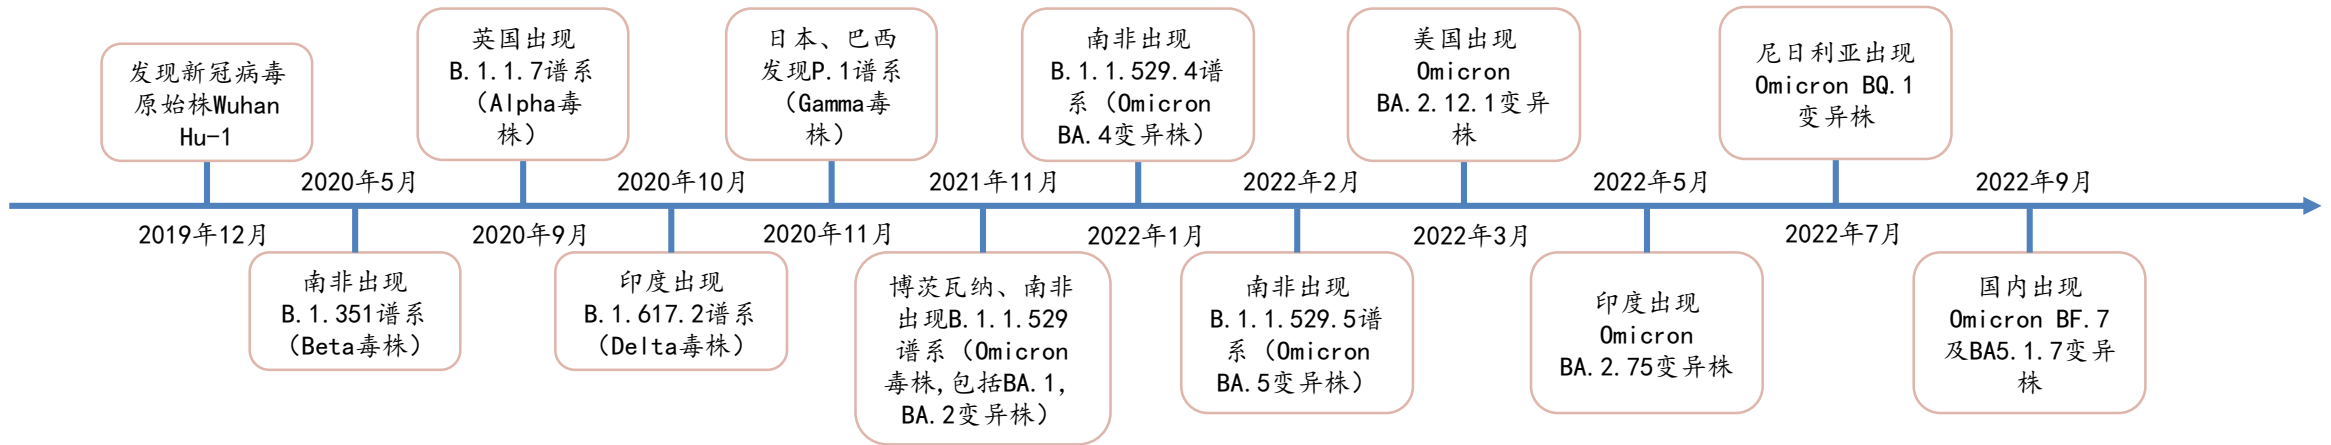 发现新冠病毒
原始株Wuhan
Hu-1
英国出现
B.1.1.7谱系
（Alpha毒
株）
日本、巴西
发现P.1谱系
（Gamma毒
株）
南非出现
B.1.1.529.4谱
系（Omicron
BA.4变异株）
美国出现
Omicron
BA.2.12.1变异
株
尼日利亚出现
Omicron BQ.1
变异株
2020年5月
2020年10月
2021年11月
2022年2月
2022年5月
2022年9月
2019年12月
2020年9月
2020年11月
2022年1月
2022年3月
2022年7月
南非出现
B.1.351谱系
（Beta毒株）
印度出现
B.1.617.2谱系
（Delta毒株）
博茨瓦纳、南非
出现B.1.1.529
谱系（Omicron
毒株,包括BA.1,
BA.2变异株）
南非出现
B.1.1.529.5谱
系（Omicron
BA.5变异株）
印度出现
Omicron
BA.2.75变异株
国内出现
Omicron BF.7
及BA5.1.7变异
株